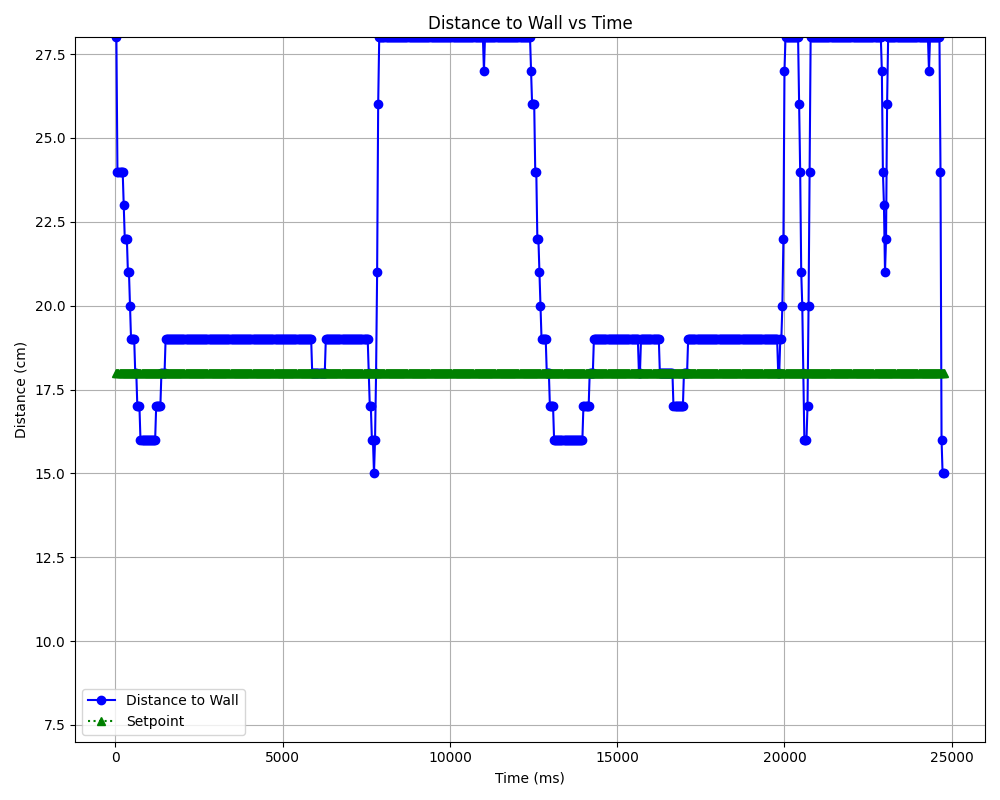 Distance to Wall vs Time
27.5
25.0
22.5
20.0
17.5
15.0
12.5
10.0
7.5
Distance (cm)
Distance to Wall
Setpoint
0 5000 10000 15000 20000 25000
Time (ms)